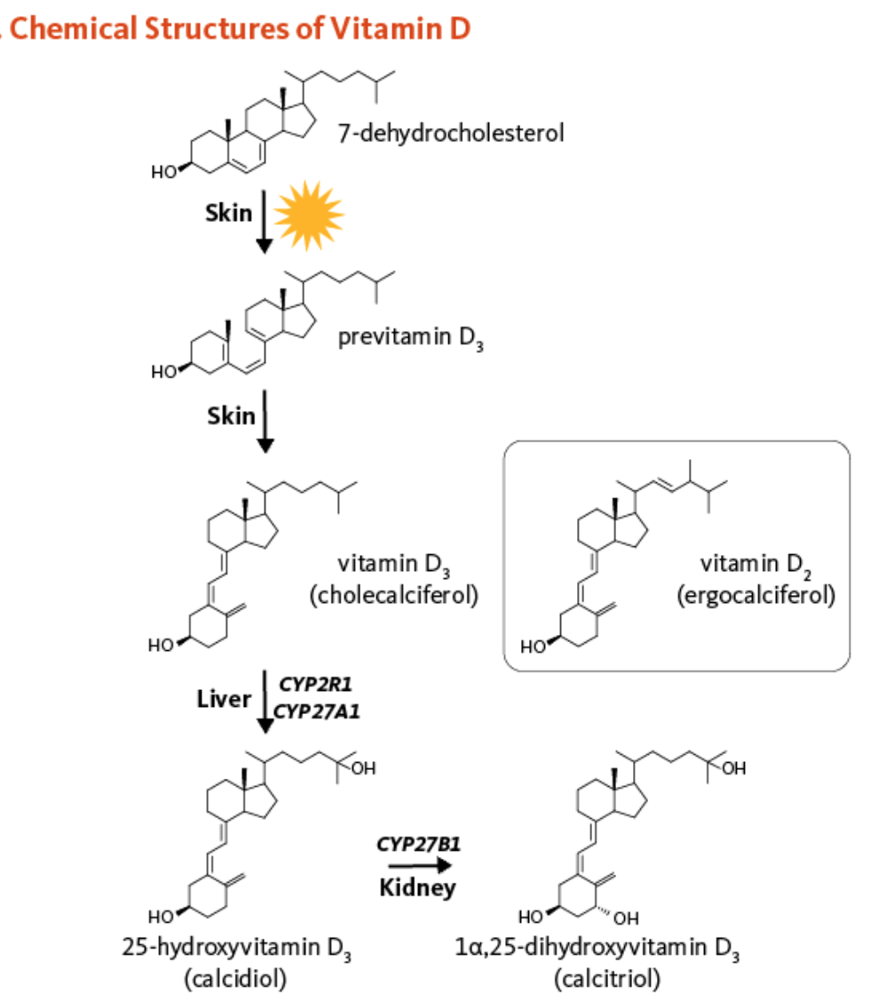 . Chemical Structures of Vitamin D
7-dehydrocholesterol
HO
Skin
previtamin D₃
HO
Skin
vitamin D₃
(cholecalciferol)
HO
vitamin D₂
(ergocalciferol)
HO
Liver
CYP2R1
CYP27A1
OH
HO
25-hydroxyvitamin D₃
(calcidiol)
CYP27B1
Kidney
OH
HO
OH
1α,25-dihydroxyvitamin D₃
(calcitriol)